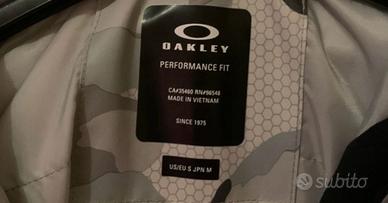 OAKLEY
PERFORMANCE FIT
CA#35460 RN#96548
MADE IN VIETNAM
SINCE 1975
US/EU S JPN M
subito